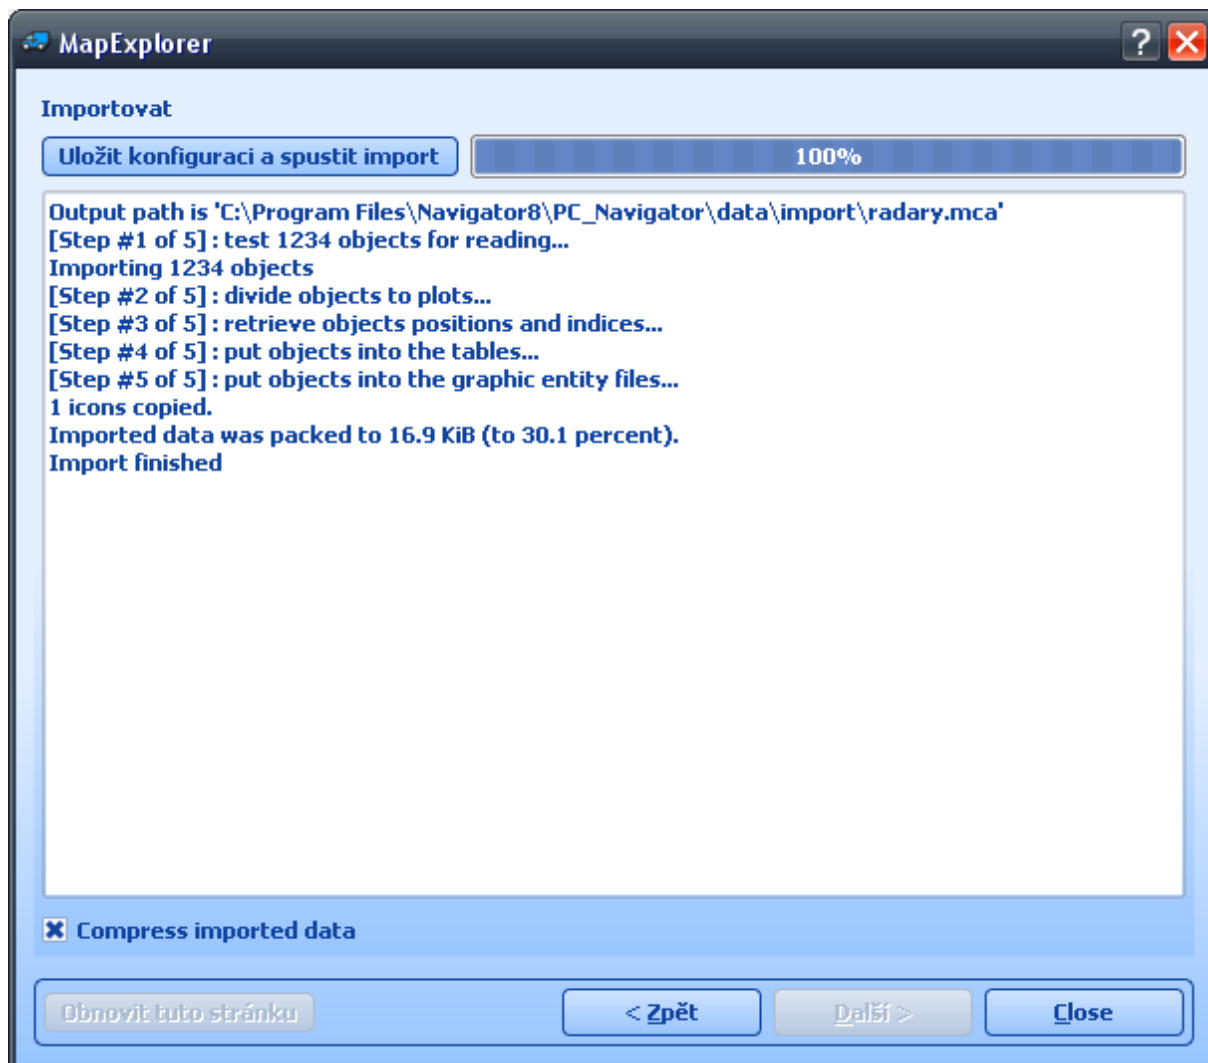 MapExplorer
?
Importovat
Uložit konfiguraci a spustit import
100%
Output path is 'C:\Program Files\Navigator8\PC_Navigator\data\import\radary.mca'
[Step #1 of 5] : test 1234 objects for reading...
Importing 1234 objects
[Step #2 of 5] : divide objects to plots...
[Step #3 of 5] : retrieve objects positions and indices...
[Step #4 of 5] : put objects into the tables...
[Step #5 of 5] : put objects into the graphic entity files...
1 icons copied.
Imported data was packed to 16.9 KiB (to 30.1 percent).
Import finished
Compress imported data
Obnovit tuto stránku
< Zpět
Další >
Close